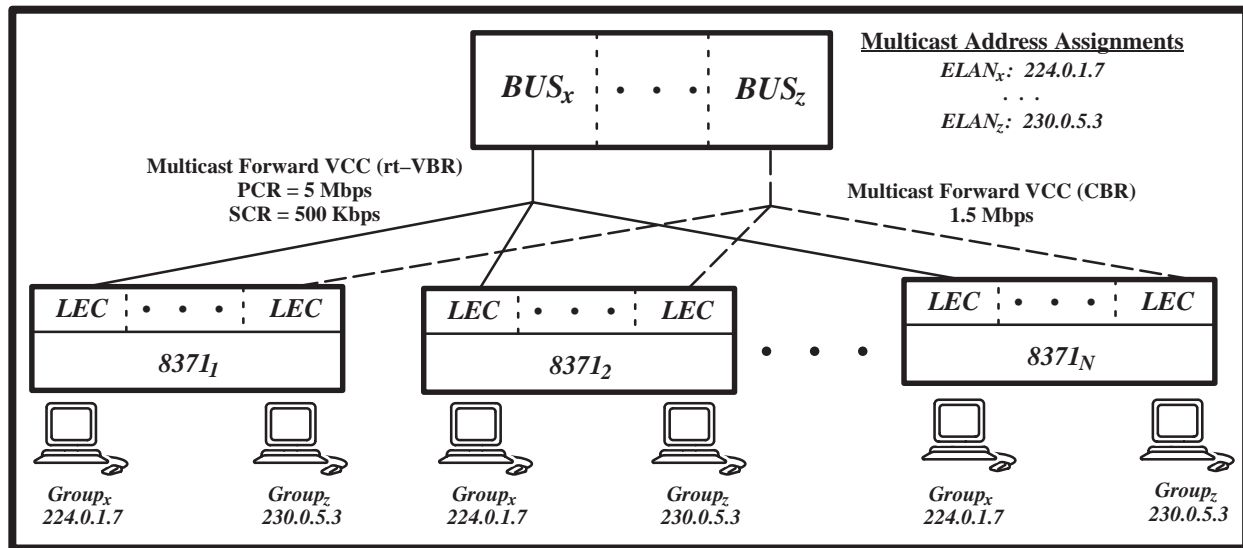 Multicast Address Assignments
ELANx: 224.0.1.7
. . .
ELANz: 230.0.5.3
BUSx • • • BUSz
Multicast Forward VCC (rt–VBR)
PCR = 5 Mbps
SCR = 500 Kbps
Multicast Forward VCC (CBR)
1.5 Mbps
LEC • • • LEC
LEC • • • LEC
LEC • • • LEC
83711
83712
• • •
8371N
Groupx
224.0.1.7
Groupz
230.0.5.3
Groupx
224.0.1.7
Groupz
230.0.5.3
Groupx
224.0.1.7
Groupz
230.0.5.3